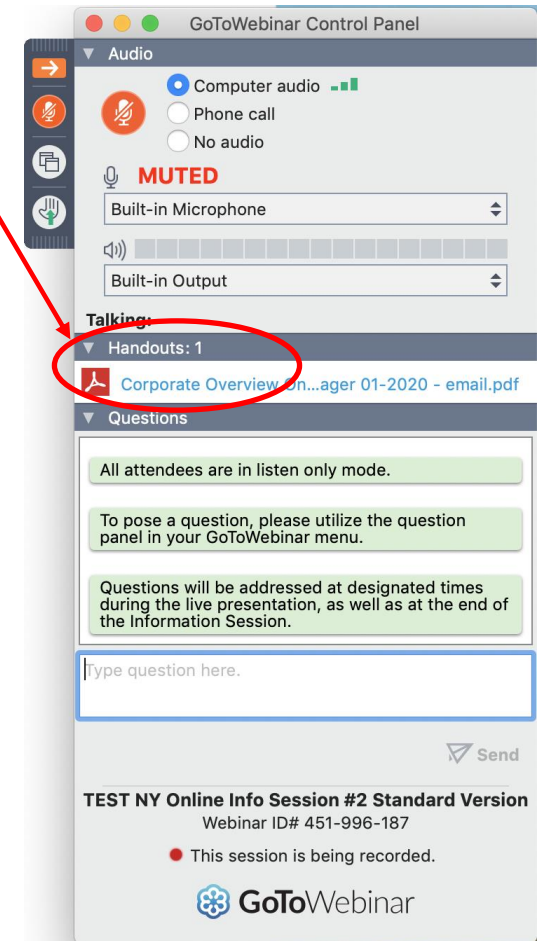 GoToWebinar Control Panel
Audio
Computer audio
Phone call
No audio
MUTED
Built-in Microphone
Built-in Output
Talking:
Handouts: 1
Corporate Overview On...ager 01-2020 - email.pdf
Questions
All attendees are in listen only mode.
To pose a question, please utilize the question
panel in your GoToWebinar menu.
Questions will be addressed at designated times
during the live presentation, as well as at the end of
the Information Session.
Type question here.
Send
TEST NY Online Info Session #2 Standard Version
Webinar ID# 451-996-187
This session is being recorded.
GoToWebinar